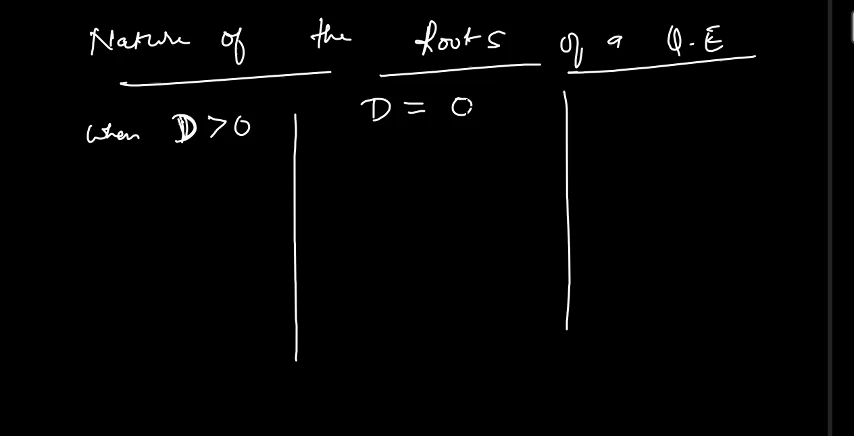 Nature of the Roots of a Q.E
when D>0
D = 0